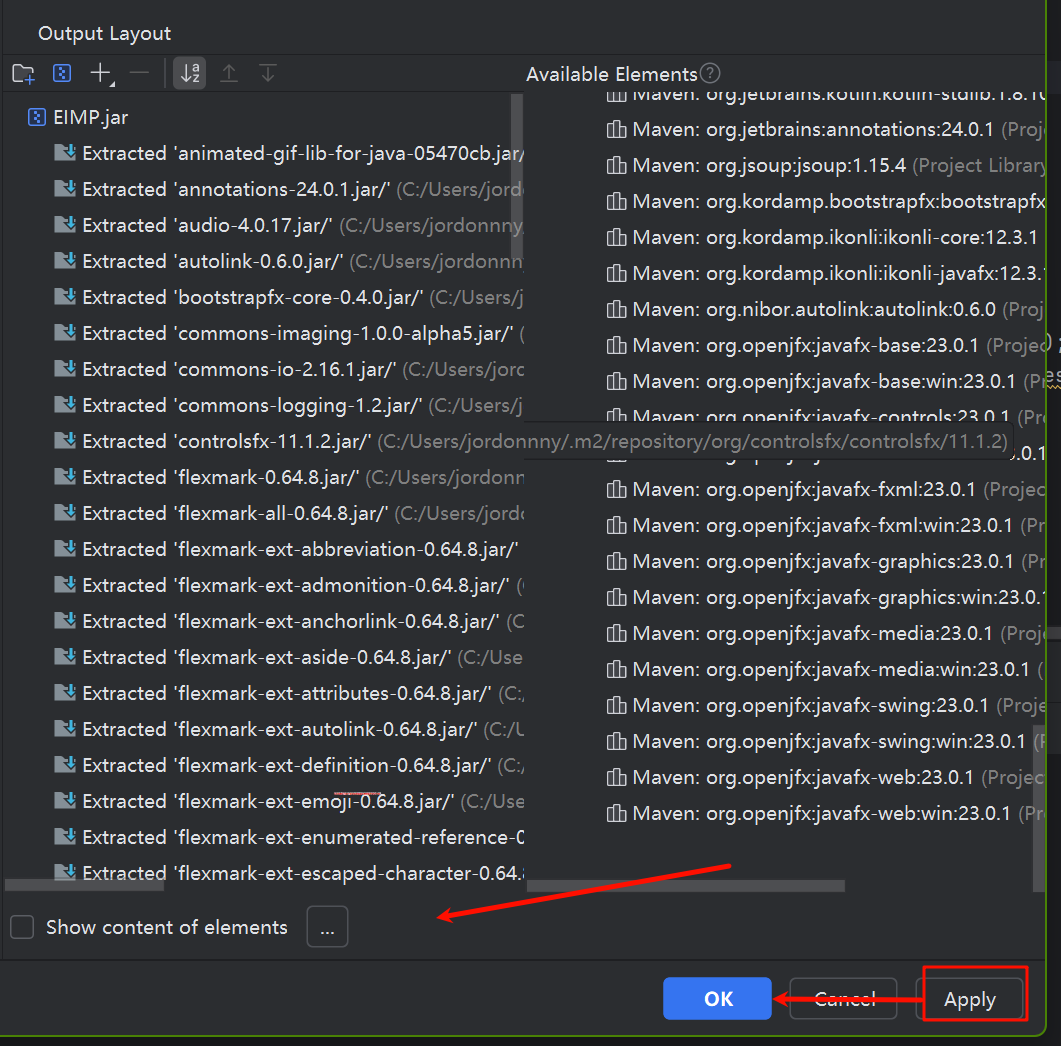 Output Layout
Available Elements
EIMP.jar
Extracted 'animated-gif-lib-for-java-05470cb.jar/
Extracted 'annotations-24.0.1.jar/' (C:/Users/jord
Extracted 'audio-4.0.17.jar/' (C:/Users/jordonnny
Extracted 'autolink-0.6.0.jar/' (C:/Users/jordonnn
Extracted 'bootstrapfx-core-0.4.0.jar/' (C:/Users/j
Extracted 'commons-imaging-1.0.0-alpha5.jar/' (
Extracted 'commons-io-2.16.1.jar/' (C:/Users/jord
Extracted 'commons-logging-1.2.jar/' (C:/Users/j
Extracted 'controlsfx-11.1.2.jar/' (C:/Users/jordonnny/.m2/repository/org/controlsfx/controlsfx/11.1.2)
Extracted 'flexmark-0.64.8.jar/' (C:/Users/jordonn
Extracted 'flexmark-all-0.64.8.jar/' (C:/Users/jord
Extracted 'flexmark-ext-abbreviation-0.64.8.jar/'
Extracted 'flexmark-ext-admonition-0.64.8.jar/' (
Extracted 'flexmark-ext-anchorlink-0.64.8.jar/' (C
Extracted 'flexmark-ext-aside-0.64.8.jar/' (C:/Use
Extracted 'flexmark-ext-attributes-0.64.8.jar/' (C:
Extracted 'flexmark-ext-autolink-0.64.8.jar/' (C:/U
Extracted 'flexmark-ext-definition-0.64.8.jar/' (C:
Extracted 'flexmark-ext-emoji-0.64.8.jar/' (C:/Use
Extracted 'flexmark-ext-enumerated-reference-0
Extracted 'flexmark-ext-escaped-character-0.64.8
Maven: org.jetbrains.kotlin:kotlin-stdlib:1.8.10
Maven: org.jetbrains:annotations:24.0.1 (Proj
Maven: org.jsoup:jsoup:1.15.4 (Project Library
Maven: org.kordamp.bootstrapfx:bootstrapfx
Maven: org.kordamp.ikonli:ikonli-core:12.3.1
Maven: org.kordamp.ikonli:ikonli-javafx:12.3.1
Maven: org.nibor.autolink:autolink:0.6.0 (Proj
Maven: org.openjfx:javafx-base:23.0.1 (Projec
Maven: org.openjfx:javafx-base:win:23.0.1 (Pr
Maven: org.openjfx:javafx-controls:23.0.1 (Pr
Maven: org.openjfx:javafx-fxml:23.0.1 (Projec
Maven: org.openjfx:javafx-fxml:win:23.0.1 (Pr
Maven: org.openjfx:javafx-graphics:23.0.1 (Pr
Maven: org.openjfx:javafx-graphics:win:23.0.1
Maven: org.openjfx:javafx-media:23.0.1 (Proj
Maven: org.openjfx:javafx-media:win:23.0.1 (
Maven: org.openjfx:javafx-swing:23.0.1 (Proje
Maven: org.openjfx:javafx-swing:win:23.0.1 (P
Maven: org.openjfx:javafx-web:23.0.1 (Projec
Maven: org.openjfx:javafx-web:win:23.0.1 (Pr
Show content of elements
...
OK
Cancel
Apply